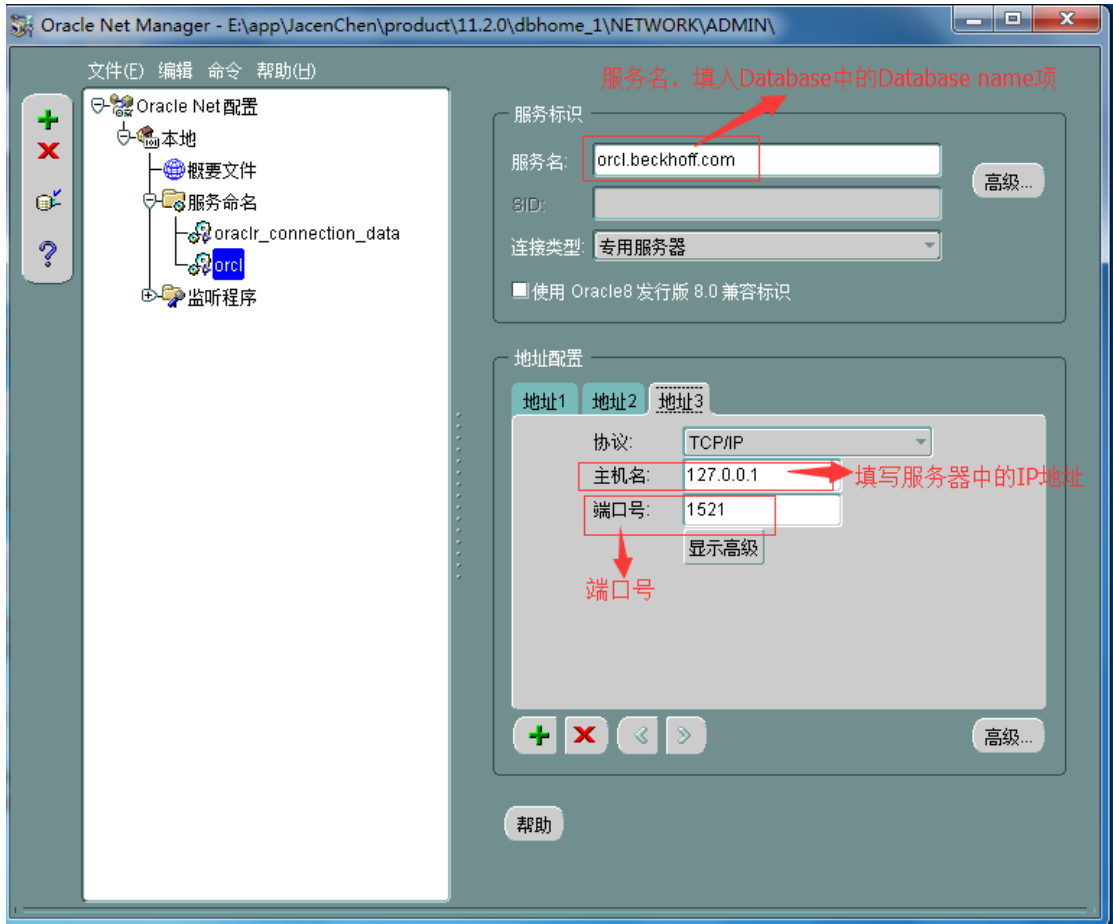 Oracle Net Manager - E:\app\JacenChen\product\11.2.0\dbhome_1\NETWORK\ADMIN\
文件(F) 编辑 命令 帮助(H)
服务名，填入Database中的Database name项
Oracle Net 配置
本地
概要文件
服务命名
oraclr_connection_data
orcl
监听程序
服务标识
服务名: orcl.beckhoff.com
高级...
SID:
连接类型: 专用服务器
使用 Oracle8 发行版 8.0 兼容标识
地址配置
地址1 地址2 地址3
协议: TCP/IP
主机名: 127.0.0.1 填写服务器中的IP地址
端口号: 1521
显示高级
端口号
高级...
帮助